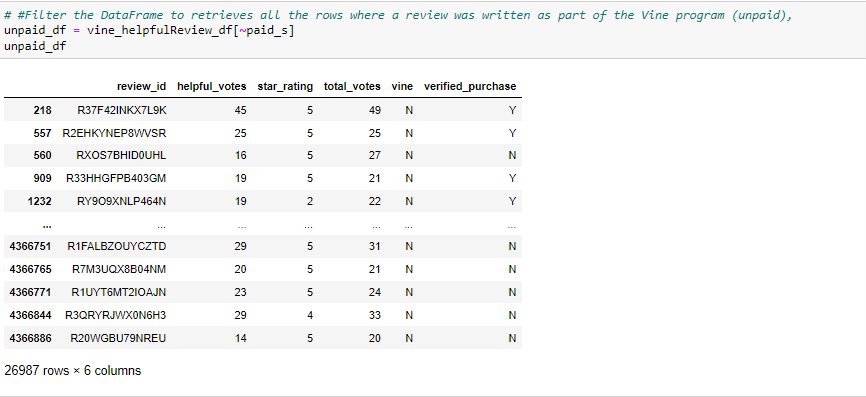 # #Filter the DataFrame to retrieves all the rows where a review was written as part of the Vine program (unpaid),
unpaid_df = vine_helpfulReview_df[~paid_s]
unpaid_df
review_id helpful_votes star_rating total_votes vine verified_purchase
218 R37F42INKX7L9K 45 5 49 N Y
557 R2EHKYNEP8WVSR 25 5 25 N Y
560 RXOS7BHID0UHL 16 5 27 N N
909 R33HHGFPB403GM 19 5 21 N Y
1232 RY9O9XNLP464N 19 2 22 N Y
... ... ... ... ... ... ...
4366751 R1FALBZOUYCZTD 29 5 31 N N
4366765 R7M3UQX8B04NM 20 5 21 N N
4366771 R1UYT6MT2IOAJN 23 5 24 N N
4366844 R3QRYRJWX0N6H3 29 4 33 N N
4366886 R20WGBU79NREU 14 5 20 N N
26987 rows × 6 columns